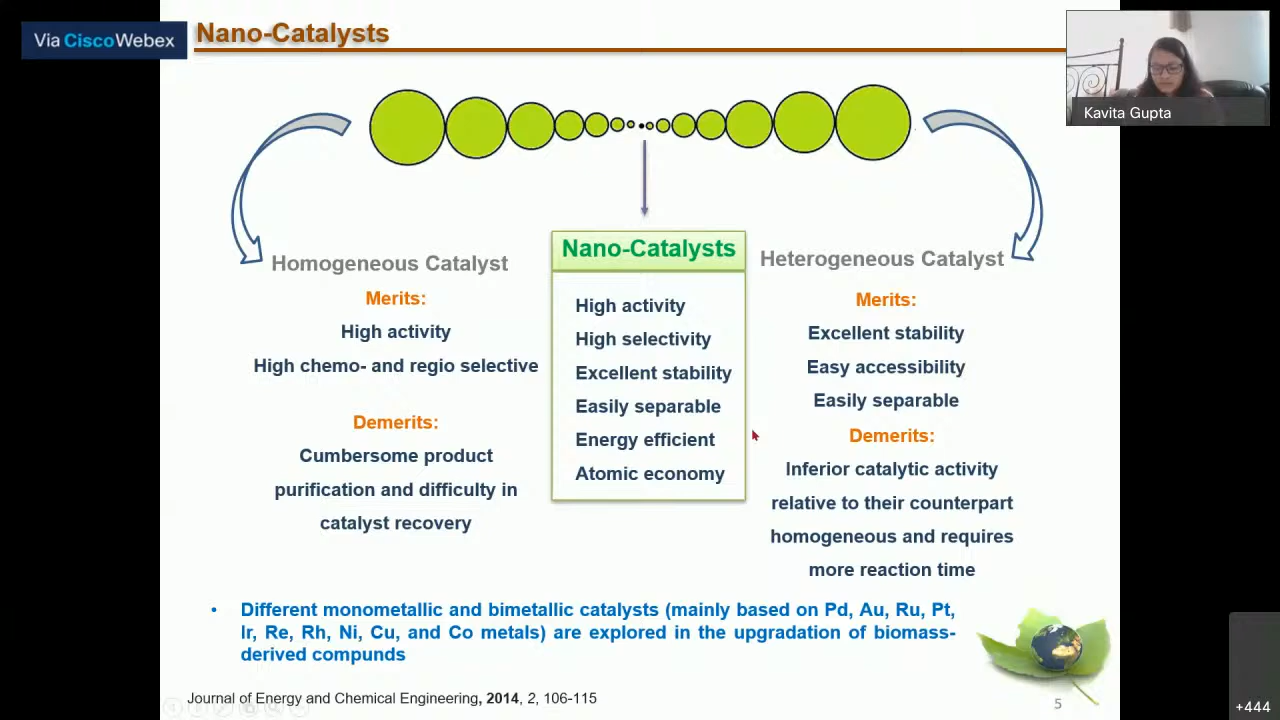 Via Cisco Webex
Nano-Catalysts
Kavita Gupta
Homogeneous Catalyst
Merits:
High activity
High chemo- and regio selective
Demerits:
Cumbersome product
purification and difficulty in
catalyst recovery
Nano-Catalysts
High activity
High selectivity
Excellent stability
Easily separable
Energy efficient
Atomic economy
Heterogeneous Catalyst
Merits:
Excellent stability
Easy accessibility
Easily separable
Demerits:
Inferior catalytic activity
relative to their counterpart
homogeneous and requires
more reaction time
• Different monometallic and bimetallic catalysts (mainly based on Pd, Au, Ru, Pt,
Ir, Re, Rh, Ni, Cu, and Co metals) are explored in the upgradation of biomass-
derived compunds
Journal of Energy and Chemical Engineering, 2014, 2, 106-115
5
+444